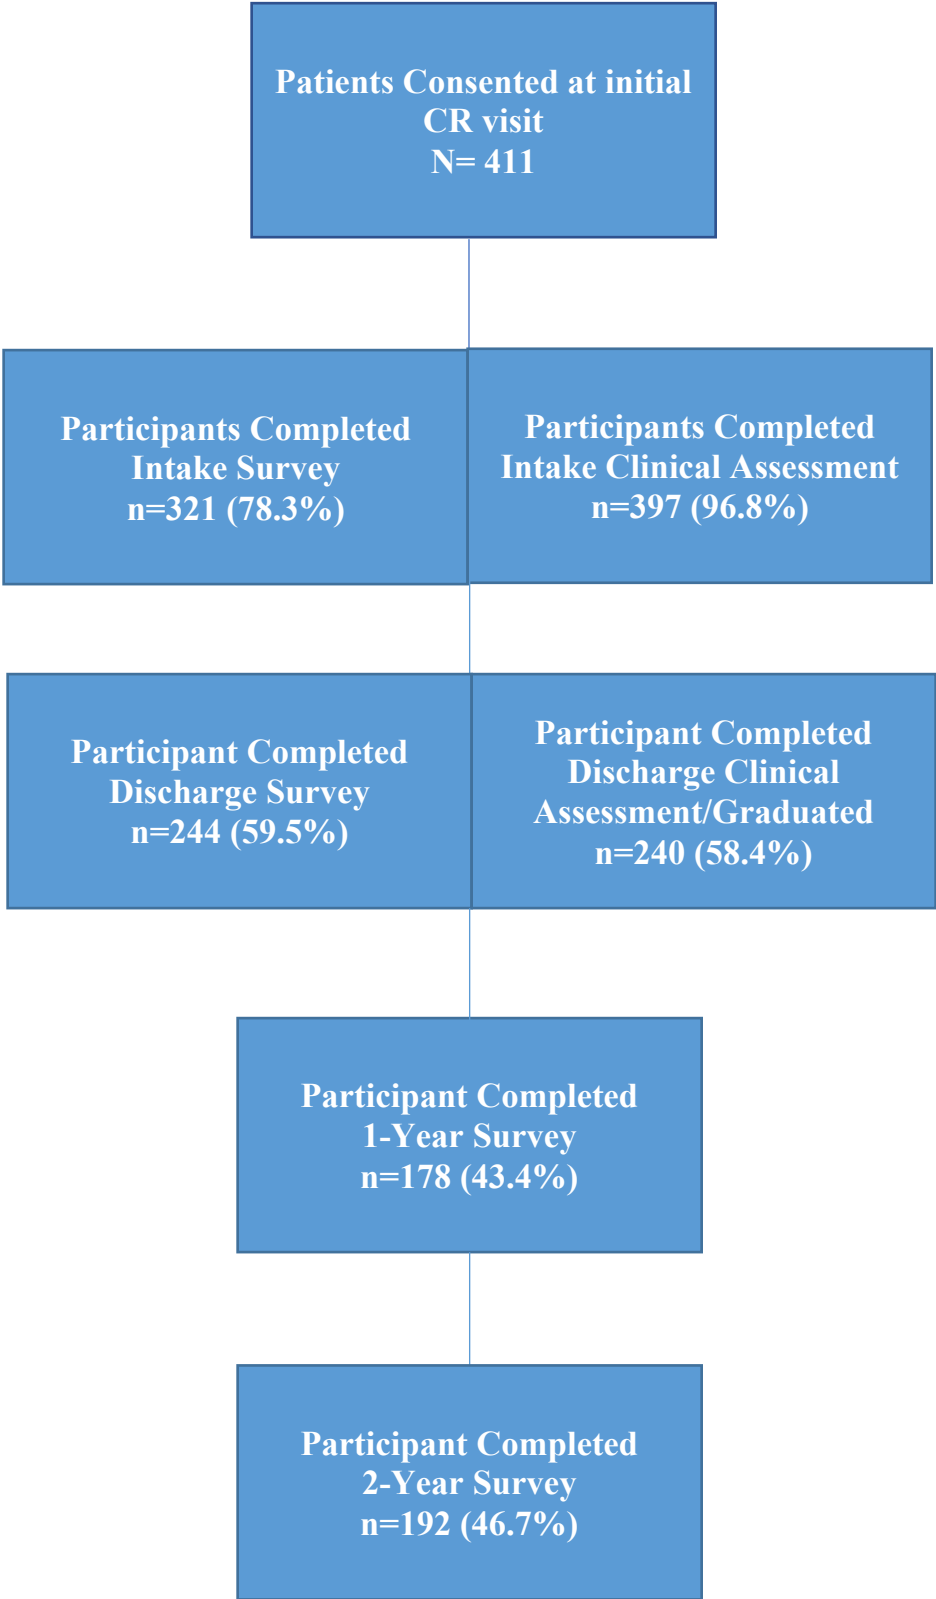 Patients Consented at initial
CR visit
N= 411
Participants Completed
Intake Survey
n=321 (78.3%)
Participants Completed
Intake Clinical Assessment
n=397 (96.8%)
Participant Completed
Discharge Survey
n=244 (59.5%)
Participant Completed
Discharge Clinical
Assessment/Graduated
n=240 (58.4%)
Participant Completed
1-Year Survey
n=178 (43.4%)
Participant Completed
2-Year Survey
n=192 (46.7%)